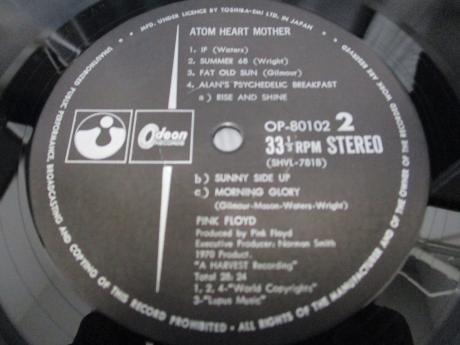 MFD. UNDER LICENCE BY TOSHIBA-EMI LTD. IN JAPAN
UNAUTHORIZED PUBLIC PERFORMANCE, BROADCASTING AND COPYING OF THIS RECORD PROHIBITED • ALL RIGHTS OF THE MANUFACTURER AND OF THE OWNER OF THE RECORDED WORK ARE RESERVED
ATOM HEART MOTHER
1. IF (Waters)
2. SUMMER 68 (Wright)
3. FAT OLD SUN (Gilmour)
4. ALAN'S PSYCHEDELIC BREAKFAST
a) RISE AND SHINE
Odeon
RECORDS
OP-80102 2
33⅓RPM STEREO
(SHVL-781B)
b) SUNNY SIDE UP
c) MORNING GLORY
(Gilmour-Mason-Waters-Wright)
PINK FLOYD
Produced by Pink Floyd
Executive Producer: Norman Smith
1970 Product.
"A HARVEST Recording"
Total 26:24
1, 2, 4-"World Copyrights"
3-"Lupus Music"